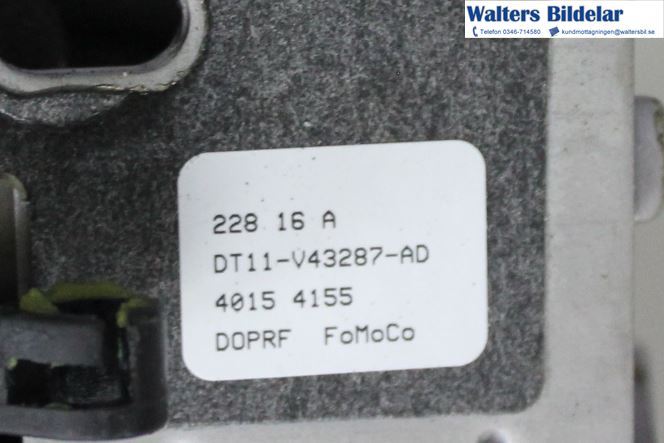 Walters Bildelar
Telefon 0346-714580 kundmottagningen@waltersbil.se
228 16 A
DT11-V43287-AD
4015 4155
DOPRF FoMoCo